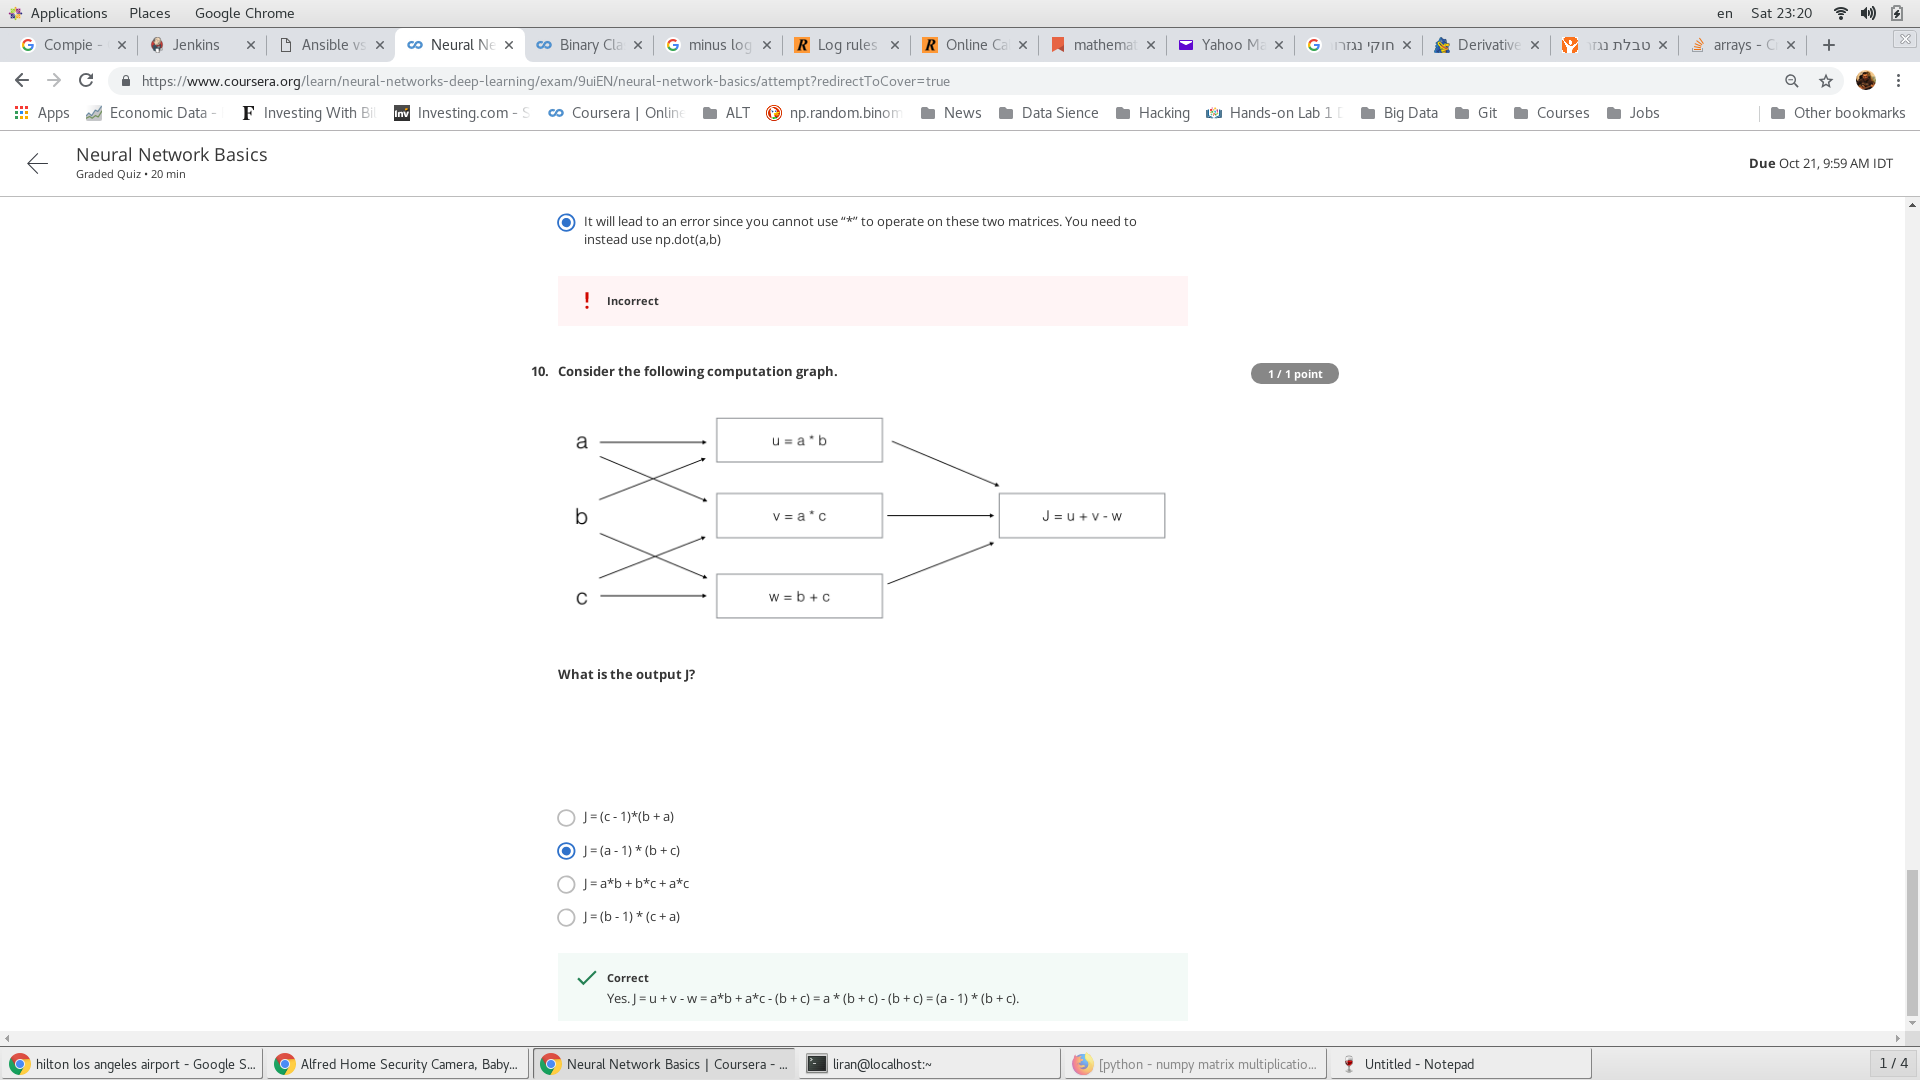 Applications Places Google Chrome en Sat 23:20
Compie - Jenkins Ansible vs Neural Ne Binary Cla minus log Log rules Online Ca mathemat Yahoo Ma חוקי נגזרו Derivative טבלת נגזר arrays - C
https://www.coursera.org/learn/neural-networks-deep-learning/exam/9uiEN/neural-network-basics/attempt?redirectToCover=true
Apps Economic Data - Investing With Bil Investing.com - S Coursera | Online ALT np.random.binom News Data Sience Hacking Hands-on Lab 1 D Big Data Git Courses Jobs Other bookmarks
Neural Network Basics
Graded Quiz • 20 min
Due Oct 21, 9:59 AM IDT
It will lead to an error since you cannot use “*” to operate on these two matrices. You need to
instead use np.dot(a,b)
Incorrect
10. Consider the following computation graph.
1 / 1 point
a
u = a * b
b
v = a * c
J = u + v - w
c
w = b + c
What is the output J?
J = (c - 1)*(b + a)
J = (a - 1) * (b + c)
J = a*b + b*c + a*c
J = (b - 1) * (c + a)
Correct
Yes. J = u + v - w = a*b + a*c - (b + c) = a * (b + c) - (b + c) = (a - 1) * (b + c).
hilton los angeles airport - Google S... Alfred Home Security Camera, Baby... Neural Network Basics | Coursera - ... liran@localhost:~ [python - numpy matrix multiplicatio... Untitled - Notepad 1 / 4